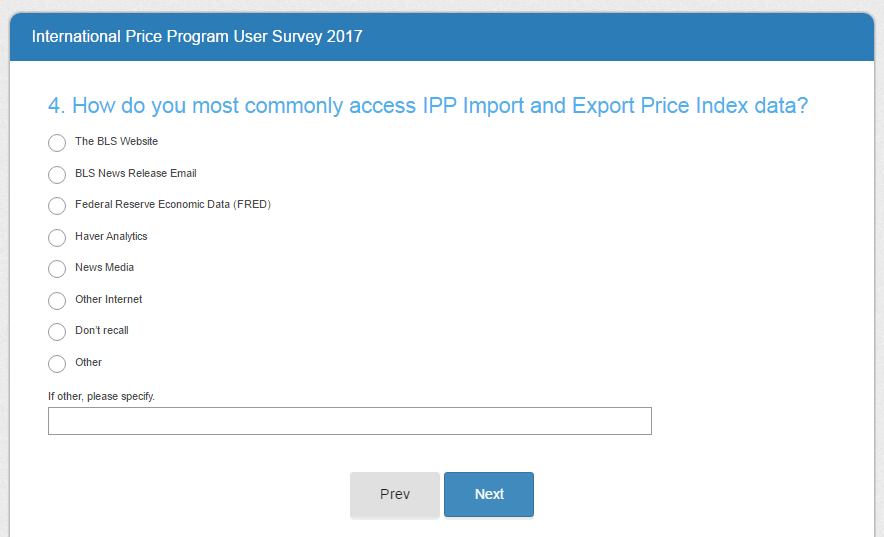 International Price Program User Survey 2017
4. How do you most commonly access IPP Import and Export Price Index data?
The BLS Website
BLS News Release Email
Federal Reserve Economic Data (FRED)
Haver Analytics
News Media
Other Internet
Don't recall
Other
If other, please specify.
Prev
Next